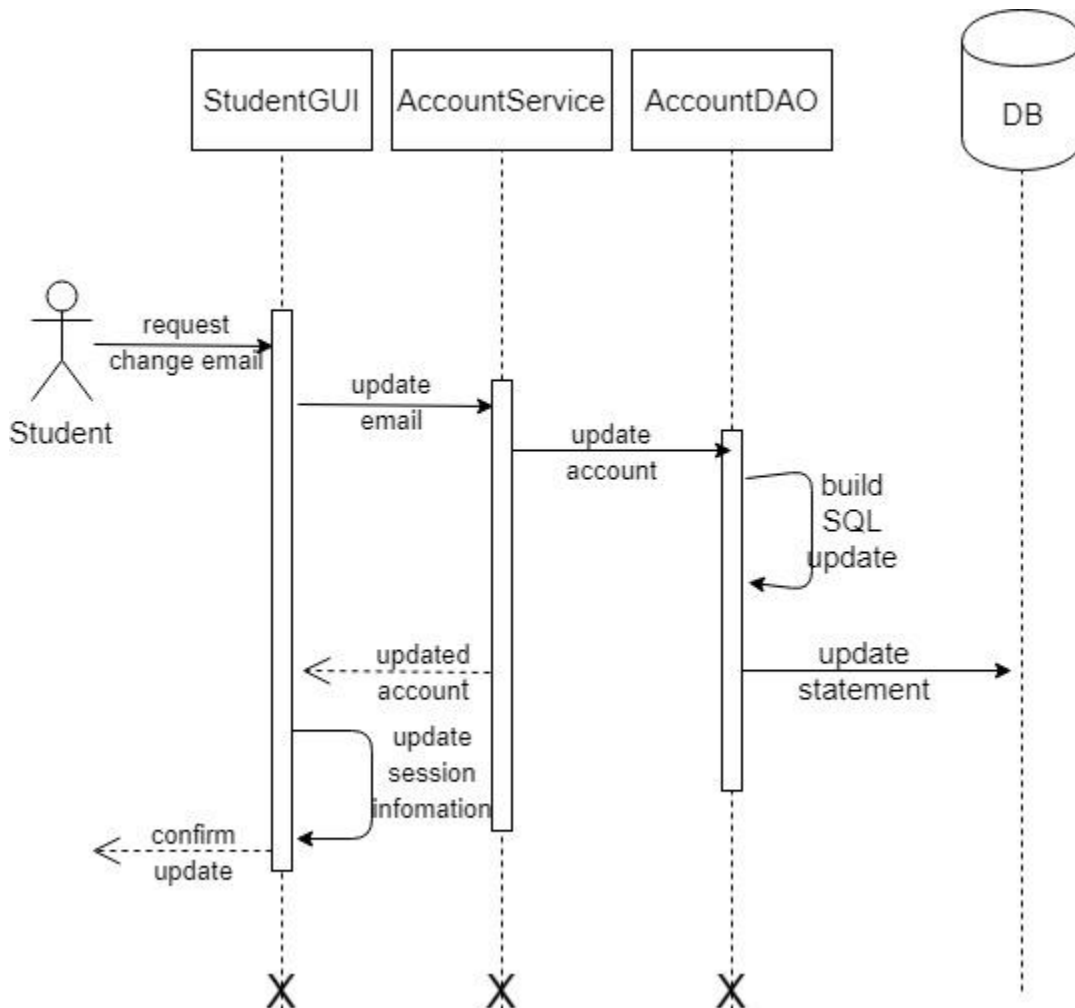 StudentGUI
AccountService
AccountDAO
DB
Student
request
change email
update
email
update
account
build
SQL
update
updated
account
update
statement
update
session
infomation
confirm
update
X
X
X